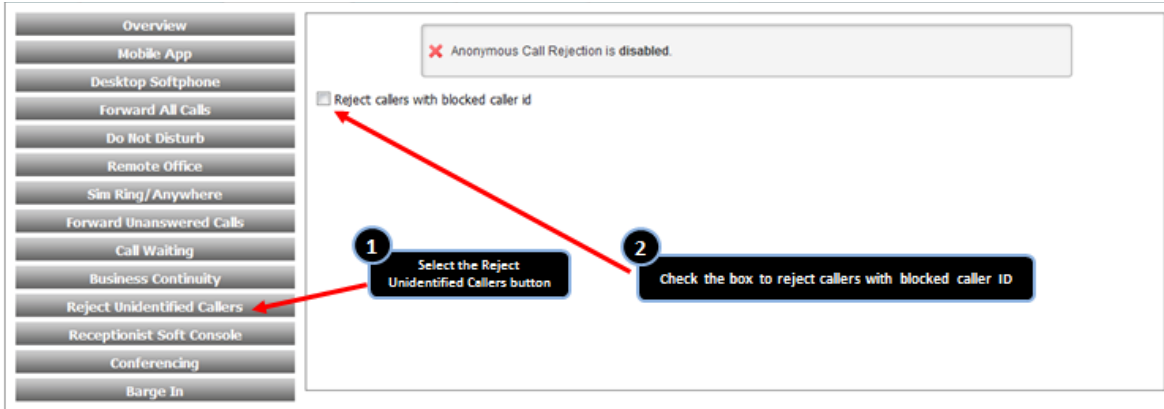 Overview
Mobile App
Desktop Softphone
Forward All Calls
Do Not Disturb
Remote Office
Sim Ring/Anywhere
Forward Unanswered Calls
Call Waiting
Business Continuity
Reject Unidentified Callers
Receptionist Soft Console
Conferencing
Barge In
Anonymous Call Rejection is disabled.
Reject callers with blocked caller id
1
Select the Reject
Unidentified Callers button
2
Check the box to reject callers with blocked caller ID